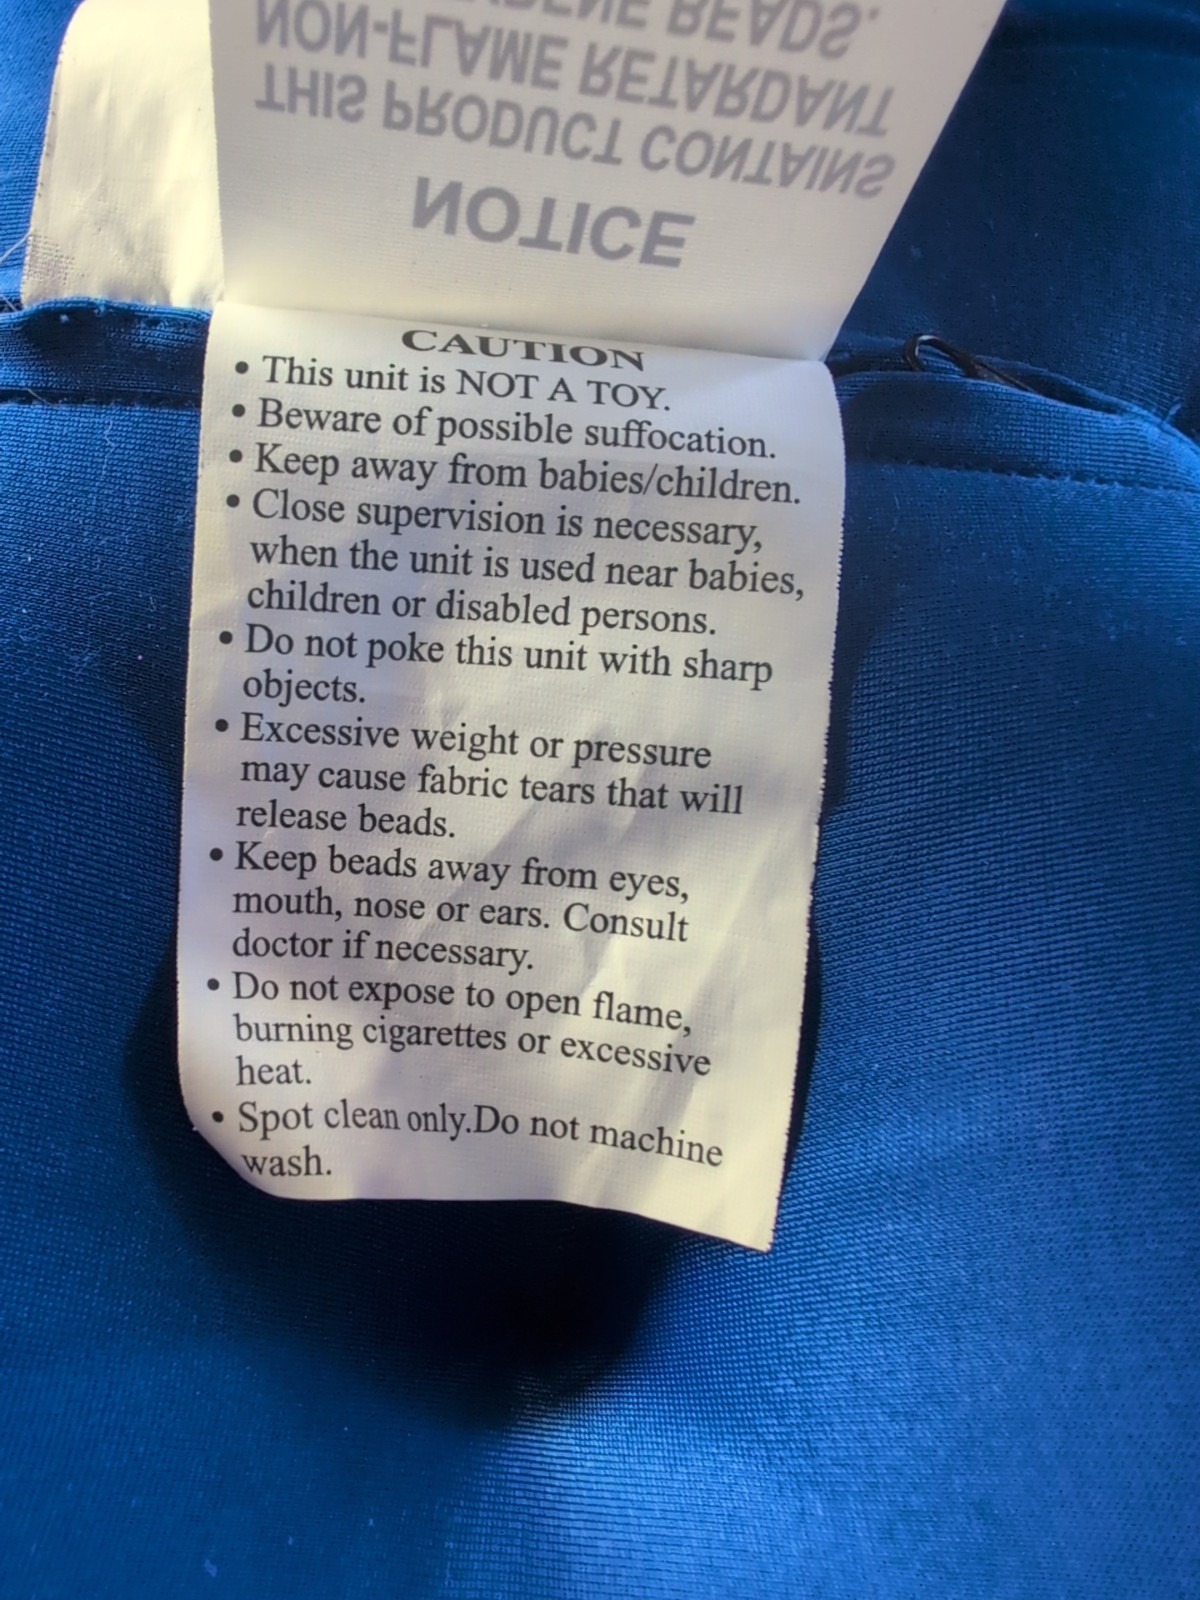 NOTICE
THIS PRODUCT CONTAINS
NON-FLAME RETARDANT
BEADS.
CAUTION
• This unit is NOT A TOY.
• Beware of possible suffocation.
• Keep away from babies/children.
• Close supervision is necessary,
when the unit is used near babies,
children or disabled persons.
• Do not poke this unit with sharp
objects.
• Excessive weight or pressure
may cause fabric tears that will
release beads.
• Keep beads away from eyes,
mouth, nose or ears. Consult
doctor if necessary.
• Do not expose to open flame,
burning cigarettes or excessive
heat.
• Spot clean only.Do not machine
wash.